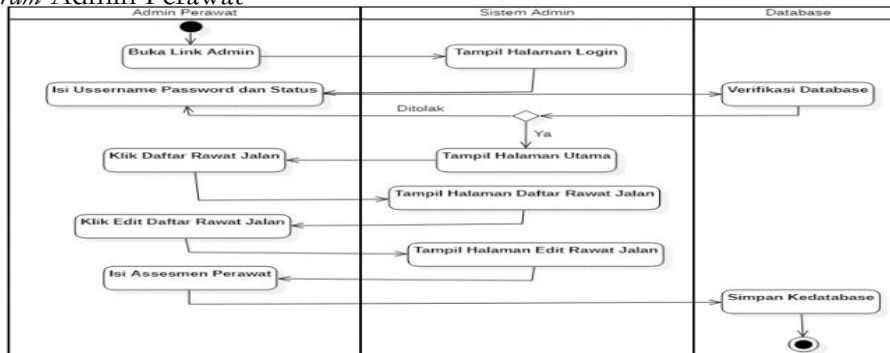 Admin Perawat
Admin Perawat
Sistem Admin
Database
Buka Link Admin
Tampil Halaman Login
Isi Ussername Password dan Status
Verifikasi Database
Ditolak
Ya
Klik Daftar Rawat Jalan
Tampil Halaman Utama
Tampil Halaman Daftar Rawat Jalan
Klik Edit Daftar Rawat Jalan
Tampil Halaman Edit Rawat Jalan
Isi Assesmen Perawat
Simpan Kedatabase